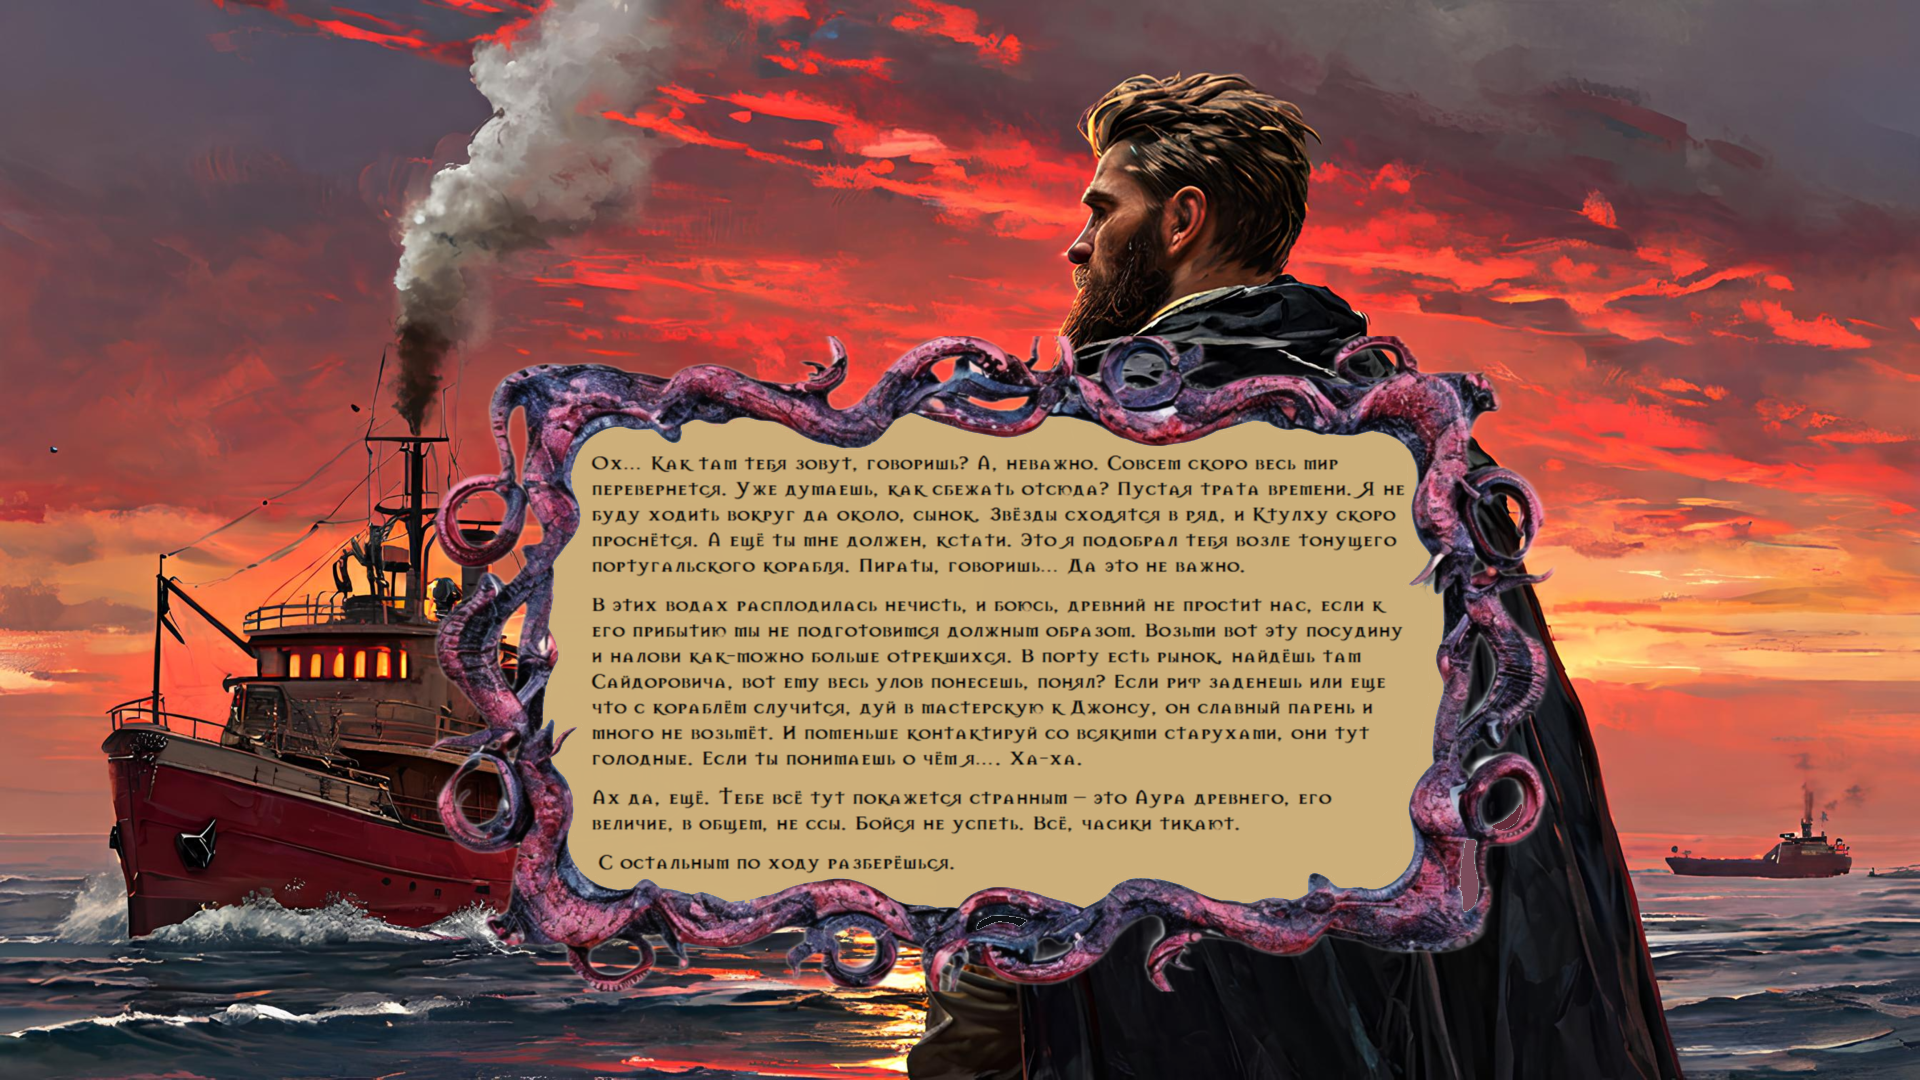 Ох... Как там тебя зовут, говоришь? А, неважно. Совсем скоро весь мир
перевернется. Уже думаешь, как сбежать отсюда? Пустая трата времени. Я не
буду ходить вокруг да около, сынок. Звёзды сходятся в ряд, и Ктулху скоро
проснётся. А ещё ты мне должен, кстати. Это я подобрал тебя возле тонущего
португальского корабля. Пираты, говоришь... Да это не важно.
В этих водах расплодилась нечисть, и боюсь, древний не простит нас, если к
его прибытию мы не подготовимся должным образом. Возьми вот эту посудину
и налови как-можно больше отрекшихся. В порту есть рынок, найдёшь там
Сайдоровича, вот ему весь улов понесешь, понял? Если риф заденешь или еще
что с кораблём случится, дуй в мастерскую к Джонсу, он славный парень и
много не возьмёт. И поменьше контактируй со всякими старухами, они тут
голодные. Если ты понимаешь о чём я.... Ха-ха.
Ах да, ещё. Тебе всё тут покажется странным – это Аура древнего, его
величие, в общем, не ссы. Бойся не успеть. Всё, часики тикают.
С остальным по ходу разберёшься.